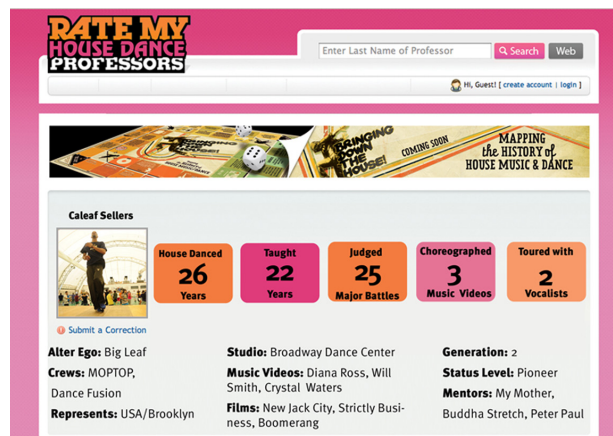 RATE MY
HOUSE DANCE
PROFESSORS
Enter Last Name of Professor
Search
Web
Hi, Guest! [ create account | login ]
BRINGING
DOWN
THE
HOUSE!
COMING SOON
MAPPING
the HISTORY of
HOUSE MUSIC & DANCE
Caleaf Sellers
House Danced
26
Years
Taught
22
Years
Judged
25
Major Battles
Choreographed
3
Music Videos
Toured with
2
Vocalists
Submit a Correction
Alter Ego: Big Leaf
Crews: MOPTOP,
Dance Fusion
Represents: USA/Brooklyn
Studio: Broadway Dance Center
Music Videos: Diana Ross, Will
Smith, Crystal Waters
Films: New Jack City, Strictly Busi-
ness, Boomerang
Generation: 2
Status Level: Pioneer
Mentors: My Mother,
Buddha Stretch, Peter Paul